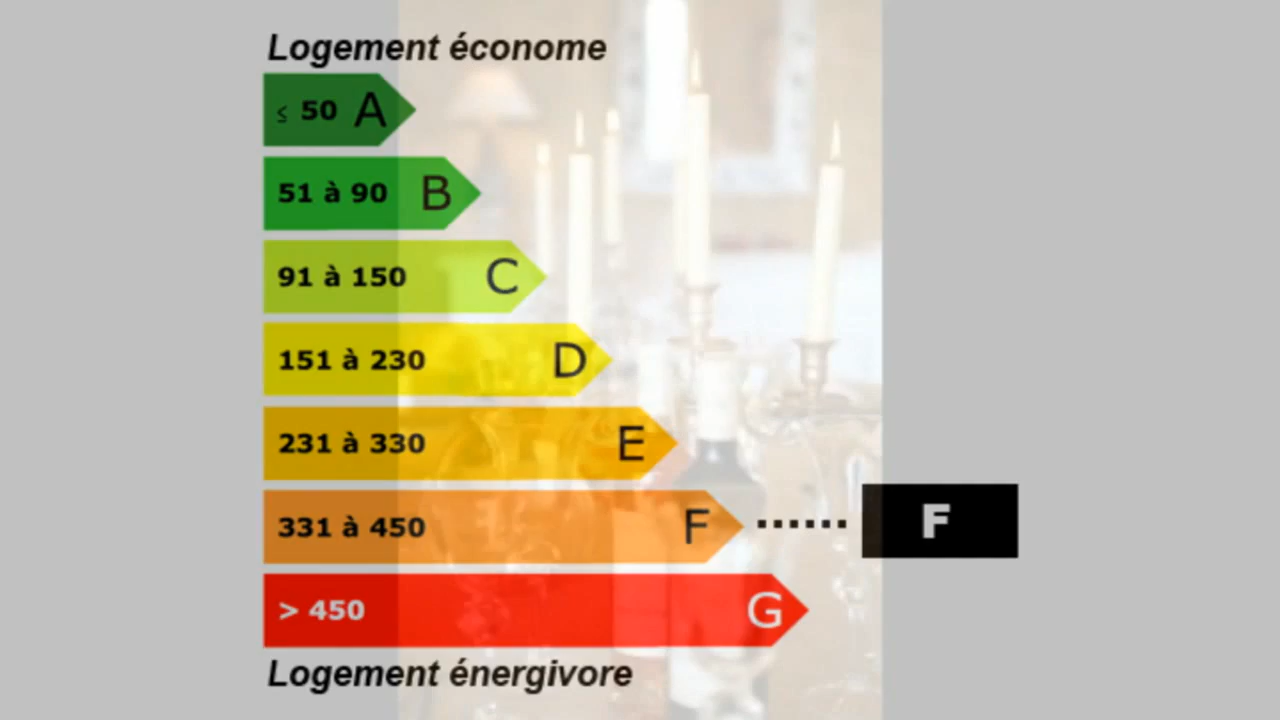 Logement économe
≤ 50 A
51 à 90 B
91 à 150 C
151 à 230 D
231 à 330 E
331 à 450 F F
> 450 G
Logement énergivore